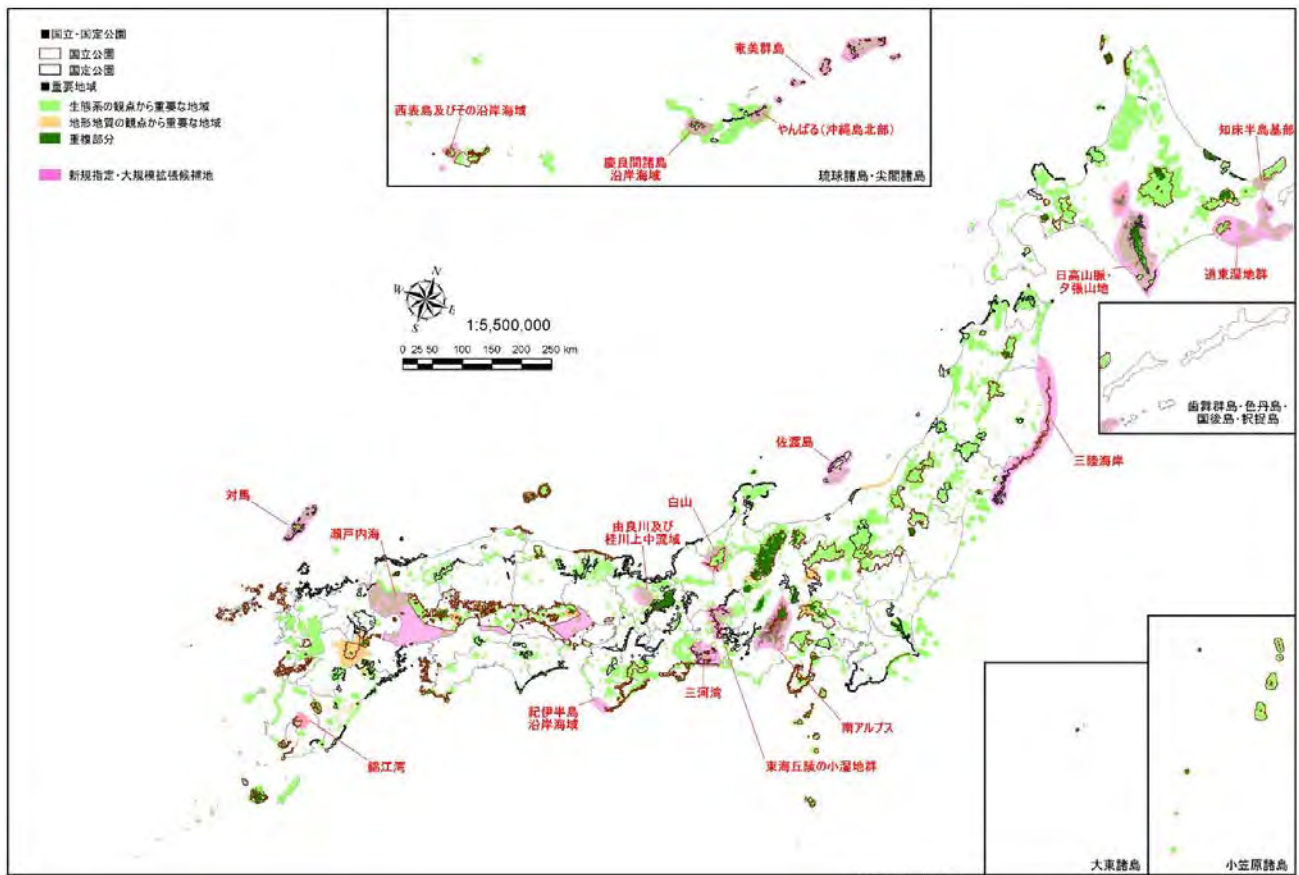 ■国立・国定公園
国立公園
国定公園
■重要地域
生態系の観点から重要な地域
地形地質の観点から重要な地域
重複部分
新規指定・大規模拡張候補地
奄美群島
西表島及びその沿岸海域
やんばる(沖縄島北部)
慶良間諸島
沿岸海域
琉球諸島・尖閣諸島
知床半島基部
日高山脈・
夕張山地
道東湿地群
N
W
E
S
1:5,500,000
0 25 50 100 150 200 250 km
歯舞群島・色丹島・
国後島・択捉島
三陸海岸
佐渡島
対馬
白山
瀬戸内海
由良川及び
桂川上中流域
三河湾
紀伊半島
沿岸海域
南アルプス
錦江湾
東海丘陵の小湿地群
大東諸島
小笠原諸島